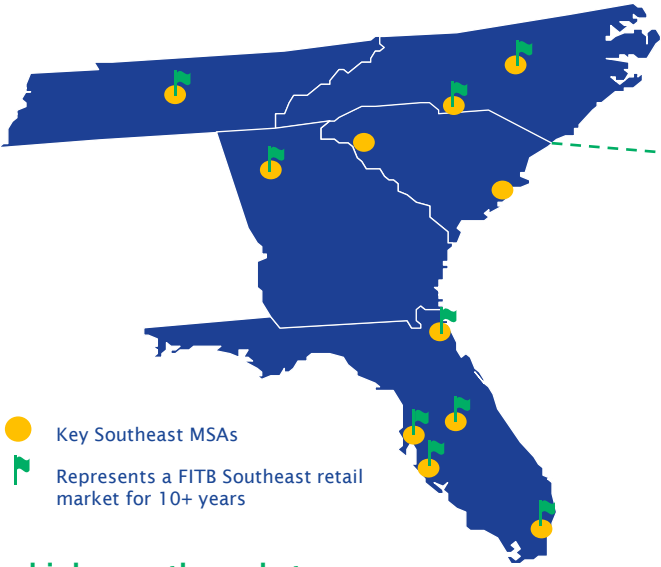 Key Southeast MSAs
Represents a FITB Southeast retail
market for 10+ years